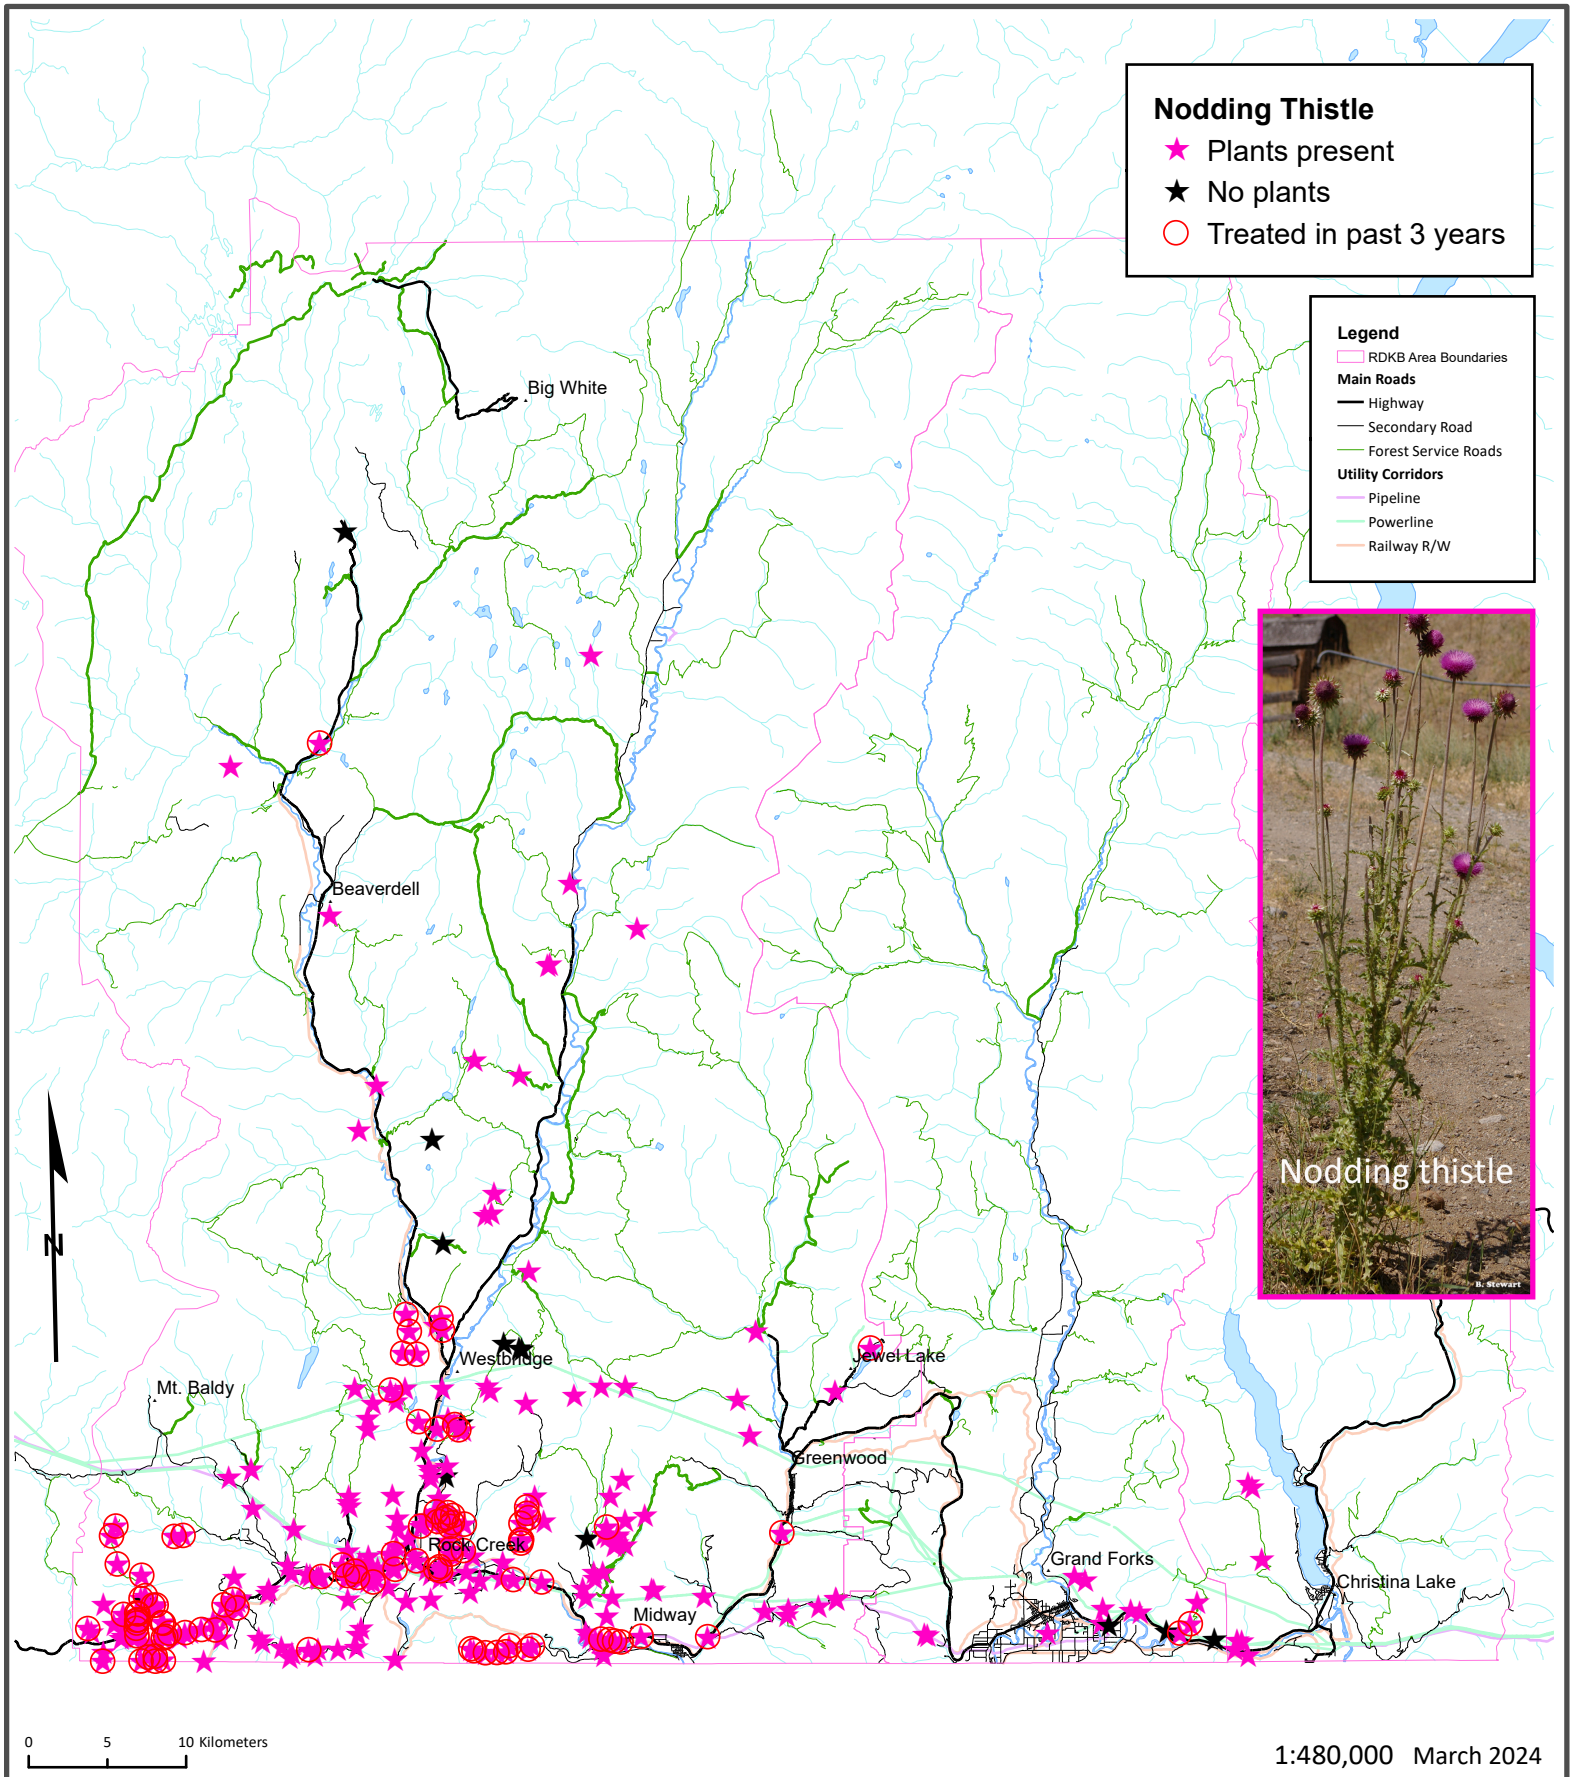 Nodding Thistle
Plants present
No plants
Treated in past 3 years
Legend
RDKB Area Boundaries
Main Roads
Highway
Secondary Road
Forest Service Roads
Utility Corridors
Pipeline
Powerline
Railway R/W
Big White
Beaverdell
Nodding thistle
B. Stewart
N
Westbridge
Jewel Lake
Mt. Baldy
Greenwood
Rock Creek
Grand Forks
Christina Lake
Midway
0 5 10 Kilometers
1:480,000 March 2024